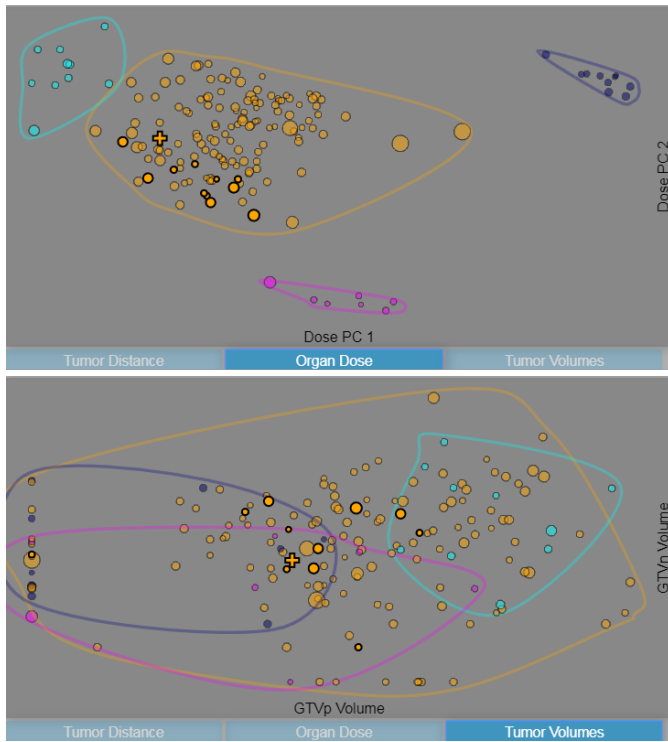 Dose PC 2
Dose PC 1
Tumor Distance
Organ Dose
Tumor Volumes
GTVn Volume
GTVp Volume
Tumor Distance
Organ Dose
Tumor Volumes